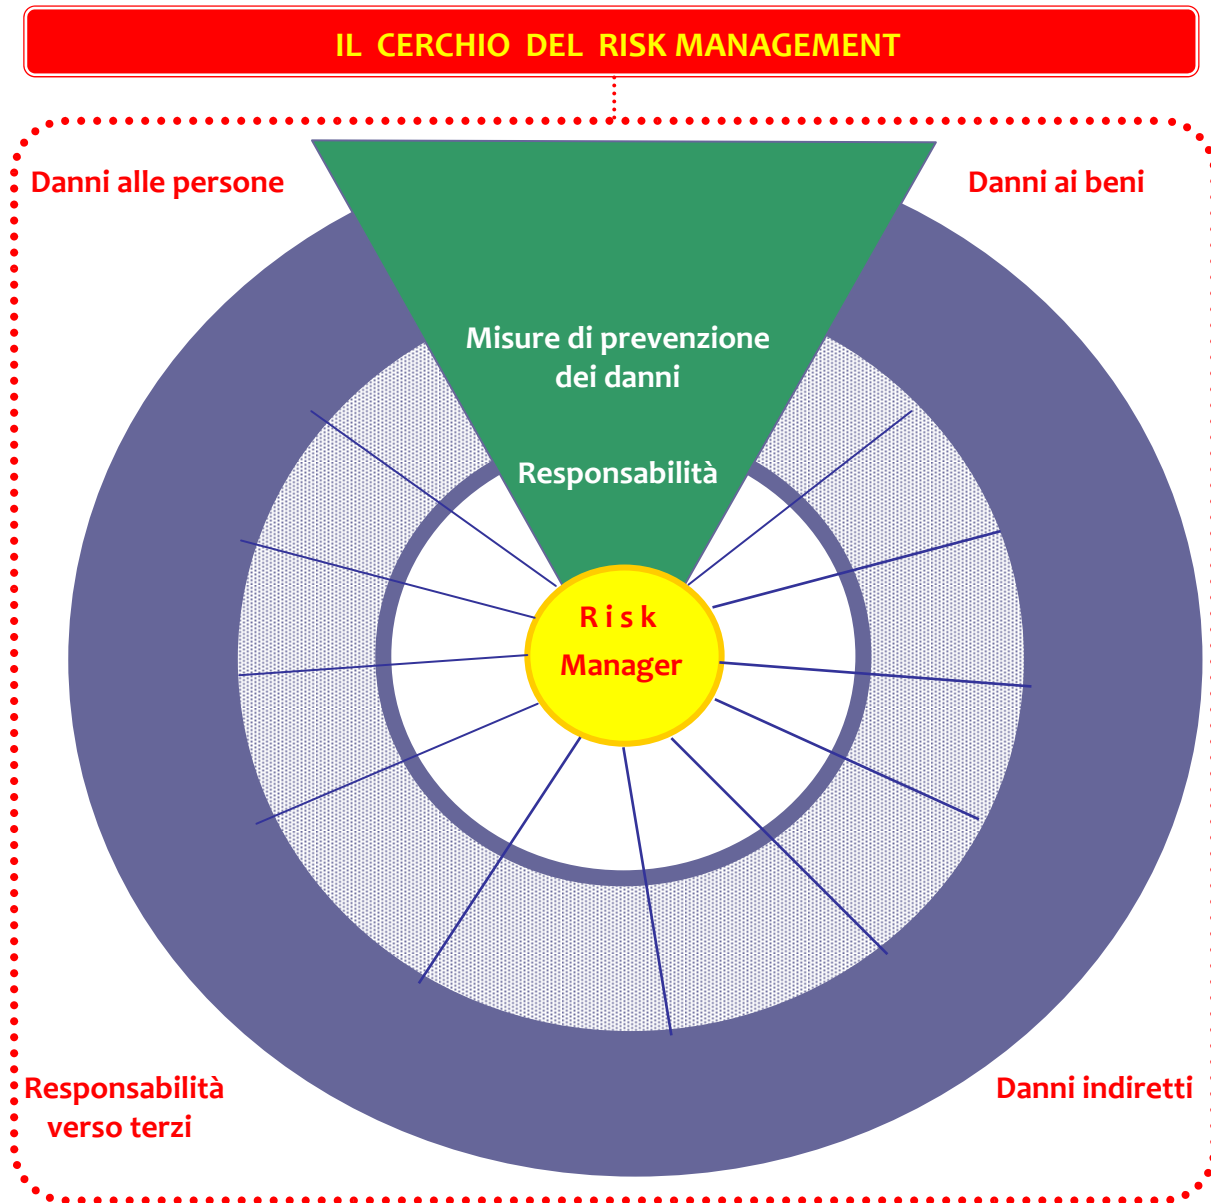 IL CERCHIO DEL RISK MANAGEMENT
Danni alle persone
Danni ai beni
Misure di prevenzione
dei danni
Responsabilità
R i s k
Manager
Responsabilità
verso terzi
Danni indiretti